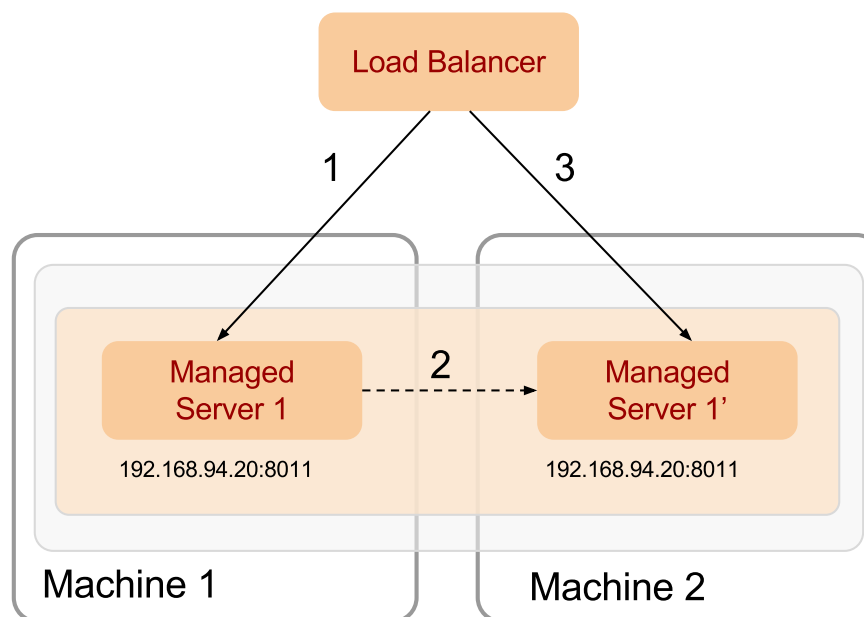 Load Balancer
1
3
Managed
Server 1
2
Managed
Server 1’
192.168.94.20:8011
192.168.94.20:8011
Machine 1
Machine 2